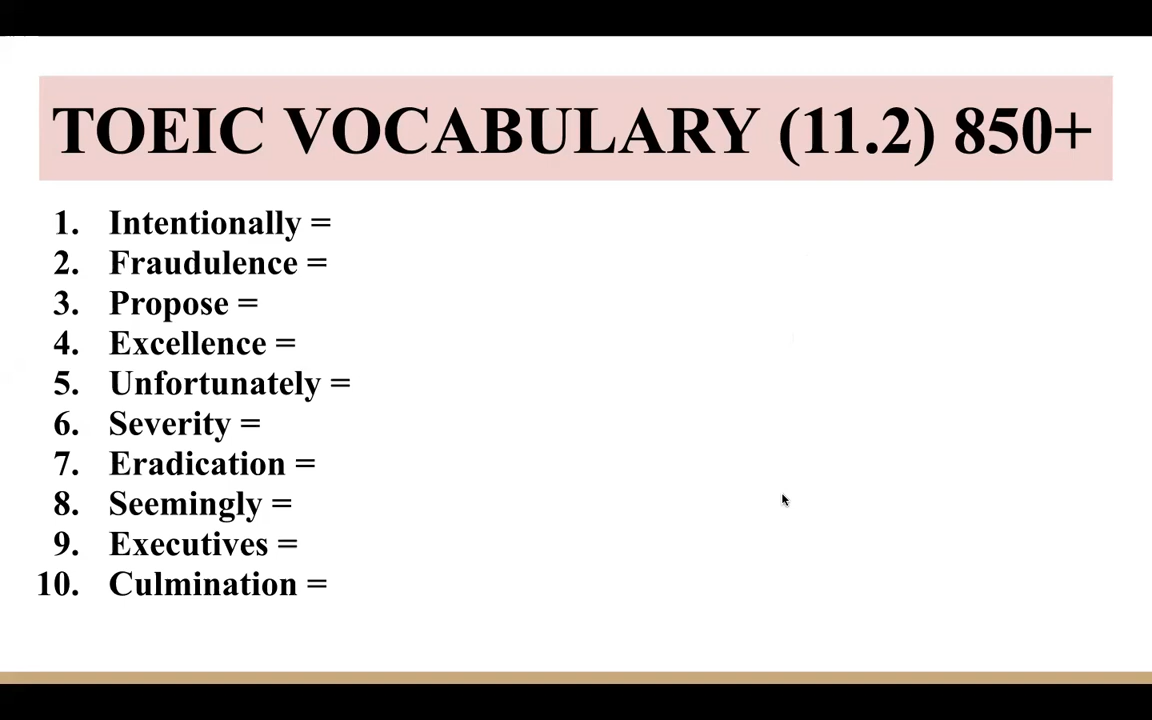 TOEIC VOCABULARY (11.2) 850+
1. Intentionally =
2. Fraudulence =
3. Propose =
4. Excellence =
5. Unfortunately =
6. Severity =
7. Eradication =
8. Seemingly =
9. Executives =
10. Culmination =